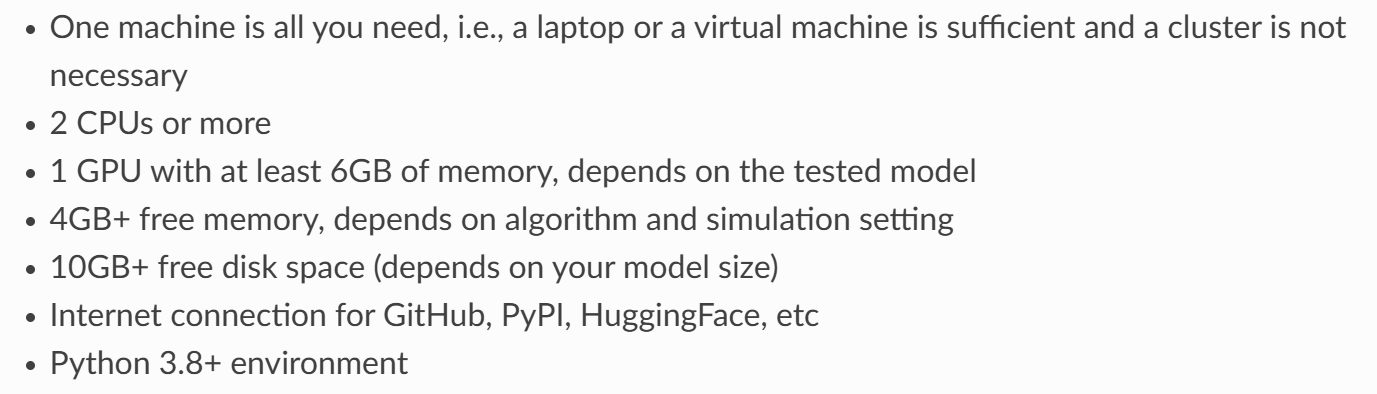 • One machine is all you need, i.e., a laptop or a virtual machine is sufficient and a cluster is not
necessary
• 2 CPUs or more
• 1 GPU with at least 6GB of memory, depends on the tested model
• 4GB+ free memory, depends on algorithm and simulation setting
• 10GB+ free disk space (depends on your model size)
• Internet connection for GitHub, PyPI, HuggingFace, etc
• Python 3.8+ environment